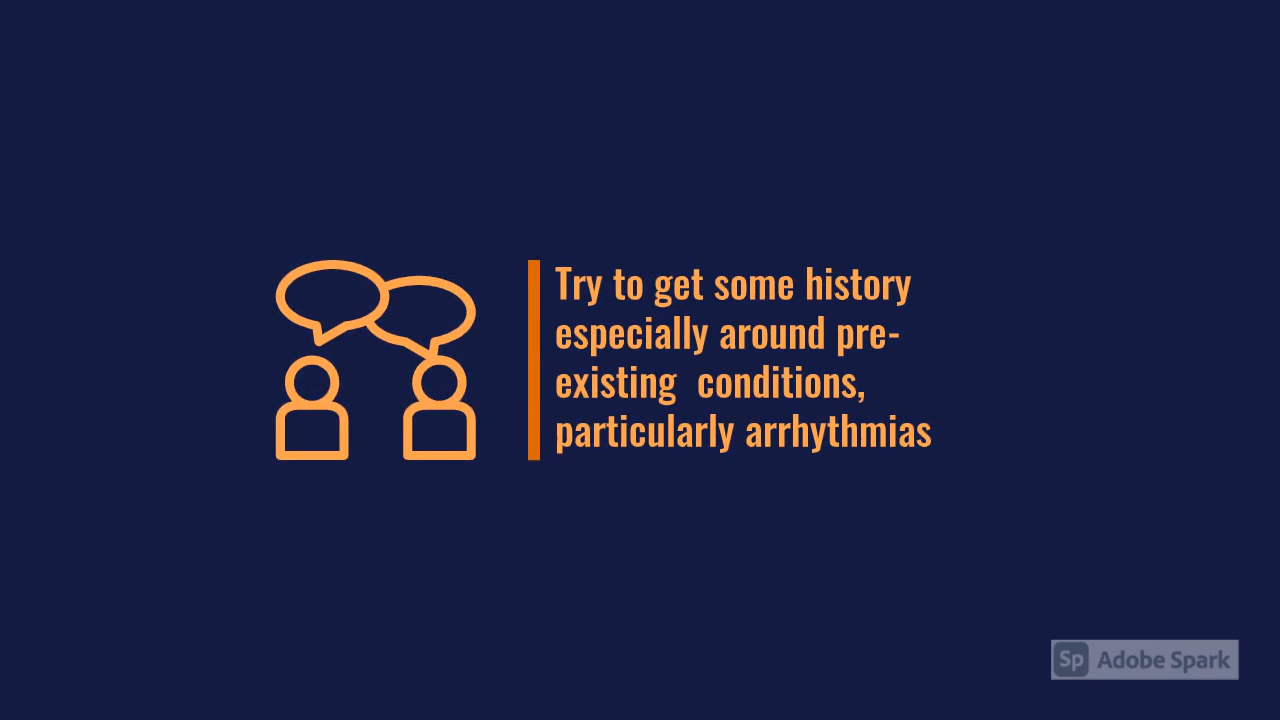 Try to get some history
especially around pre-
existing  conditions,
particularly arrhythmias
Sp Adobe Spark